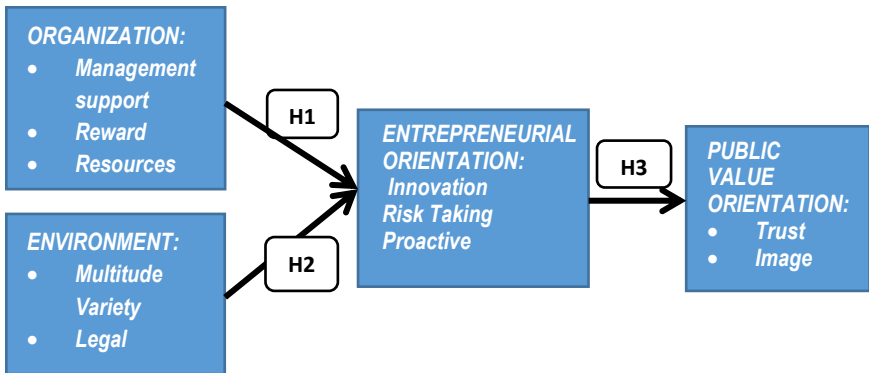 ORGANIZATION:
• Management
support
• Reward
• Resources
H1
ENVIRONMENT:
• Multitude
Variety
• Legal
H2
ENTREPRENEURIAL
ORIENTATION:
Innovation
Risk Taking
Proactive
H3
PUBLIC
VALUE
ORIENTATION:
• Trust
• Image